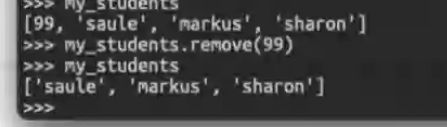 >>> my_students
[99, 'saule', 'markus', 'sharon']
>>> my_students.remove(99)
>>> my_students
['saule', 'markus', 'sharon']
>>>